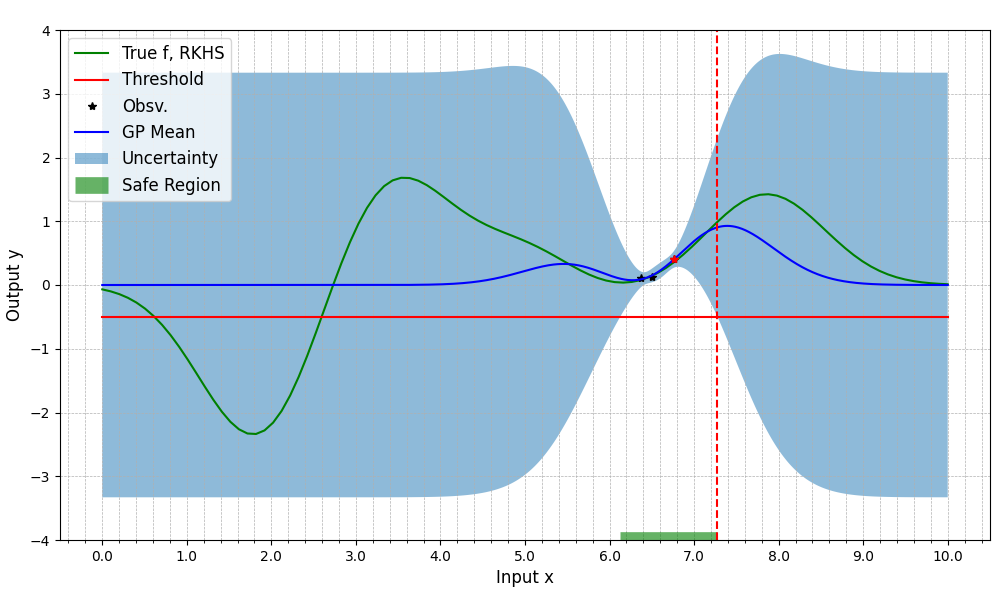 True f, RKHS
Threshold
Obsv.
GP Mean
Uncertainty
Safe Region
4
3
2
1
0
−1
−2
−3
−4
Output y
0.0 1.0 2.0 3.0 4.0 5.0 6.0 7.0 8.0 9.0 10.0
Input x